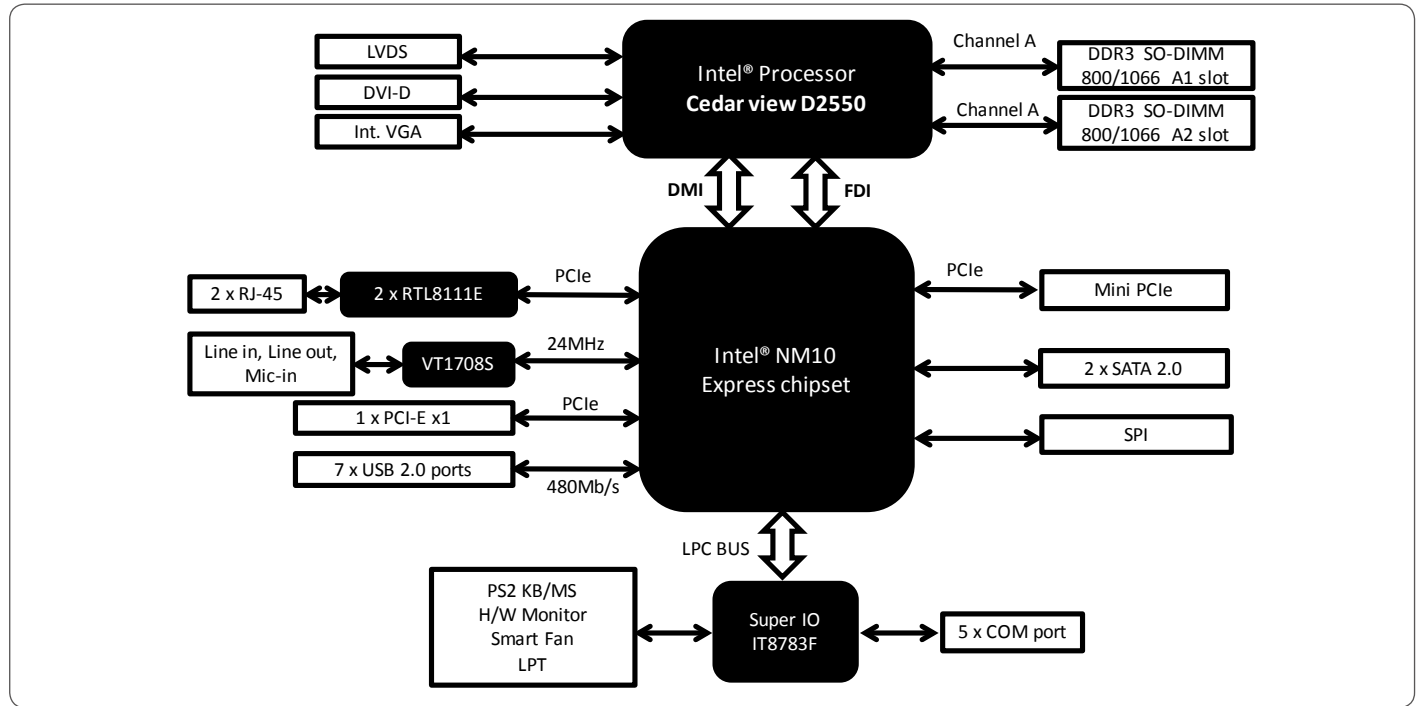 LVDS
DVI-D
Int. VGA
Intel® Processor
Cedar view D2550
Channel A
DDR3 SO-DIMM
800/1066 A1 slot
Channel A
DDR3 SO-DIMM
800/1066 A2 slot
DMI
FDI
2 x RJ-45
2 x RTL8111E
PCIe
Line in, Line out,
Mic-in
VT1708S
24MHz
1 x PCI-E x1
PCIe
7 x USB 2.0 ports
480Mb/s
Intel® NM10
Express chipset
PCIe
Mini PCIe
2 x SATA 2.0
SPI
LPC BUS
PS2 KB/MS
H/W Monitor
Smart Fan
LPT
Super IO
IT8783F
5 x COM port